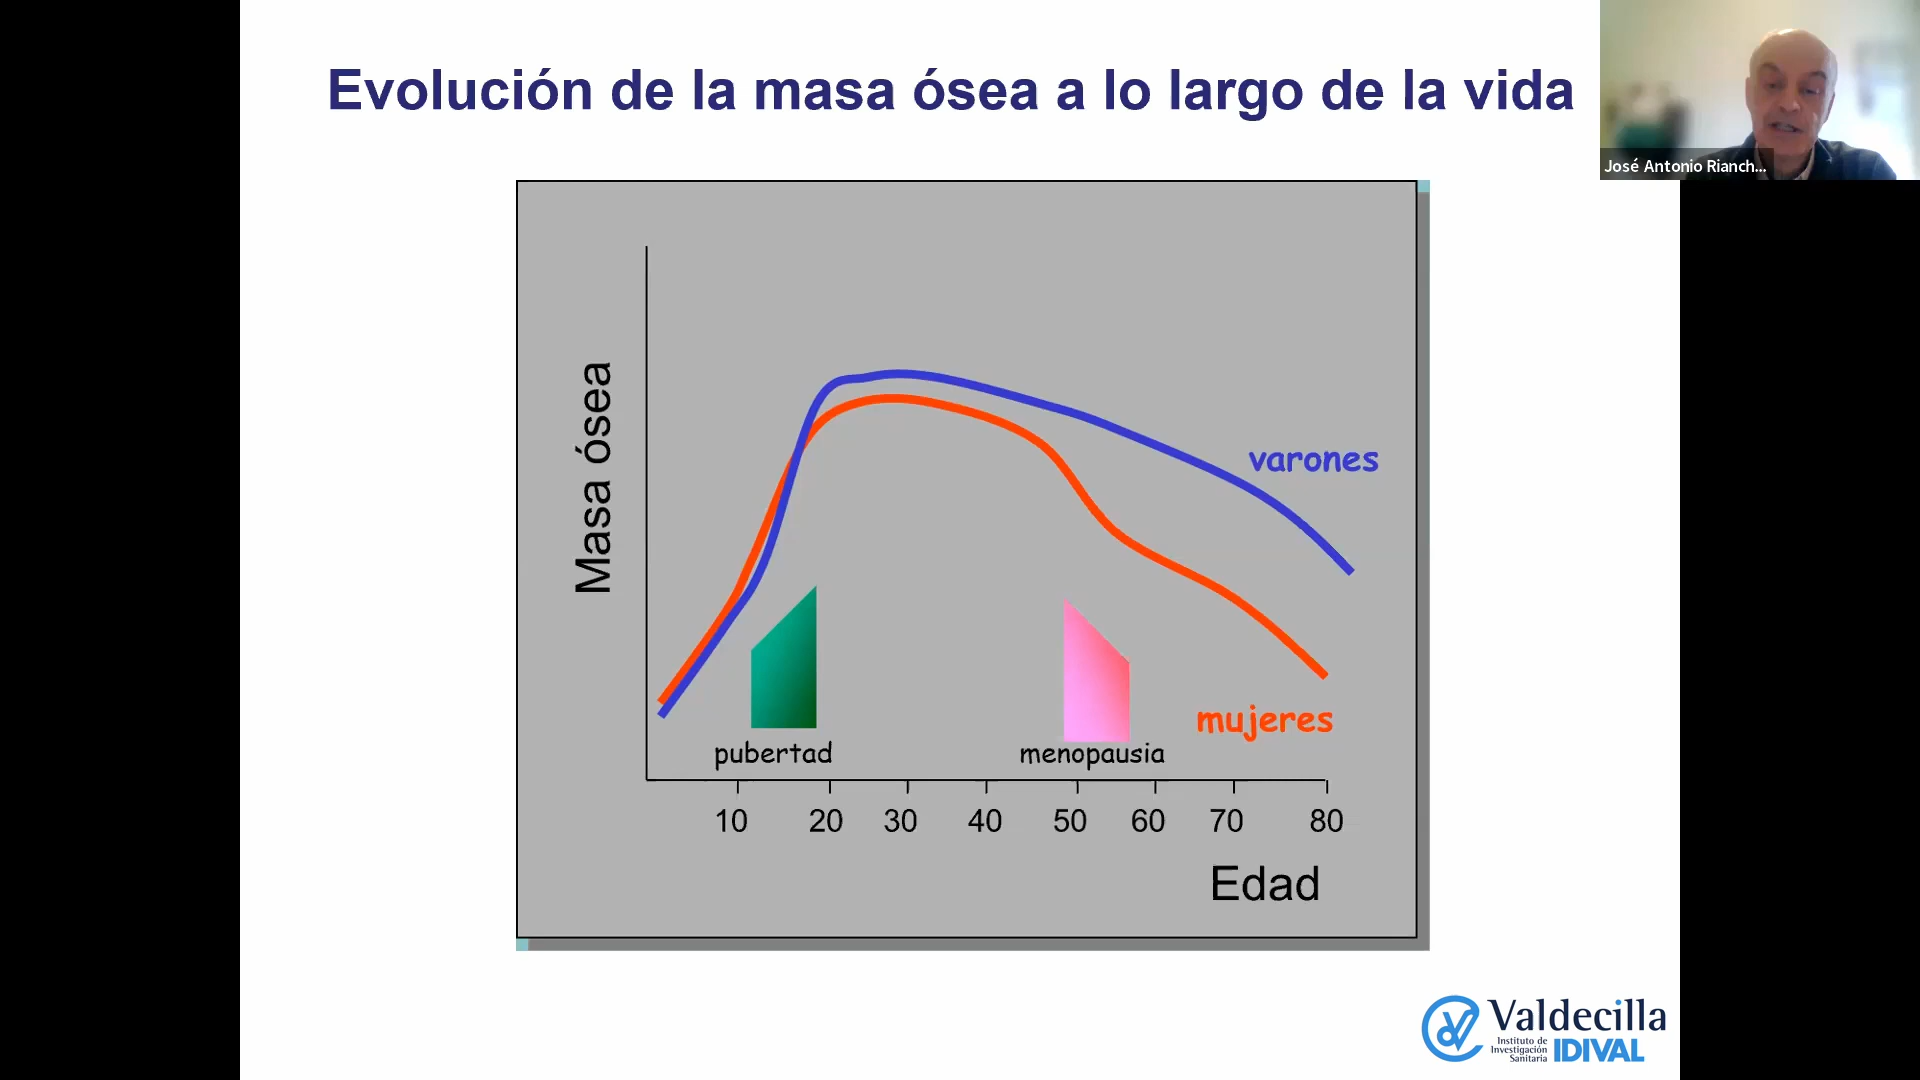 Evolución de la masa ósea a lo largo de la vida
José Antonio Rianch...
Masa ósea
varones
mujeres
pubertad
menopausia
10 20 30 40 50 60 70 80
Edad
Valdecilla
Instituto de
Investigación
Sanitaria
IDIVAL